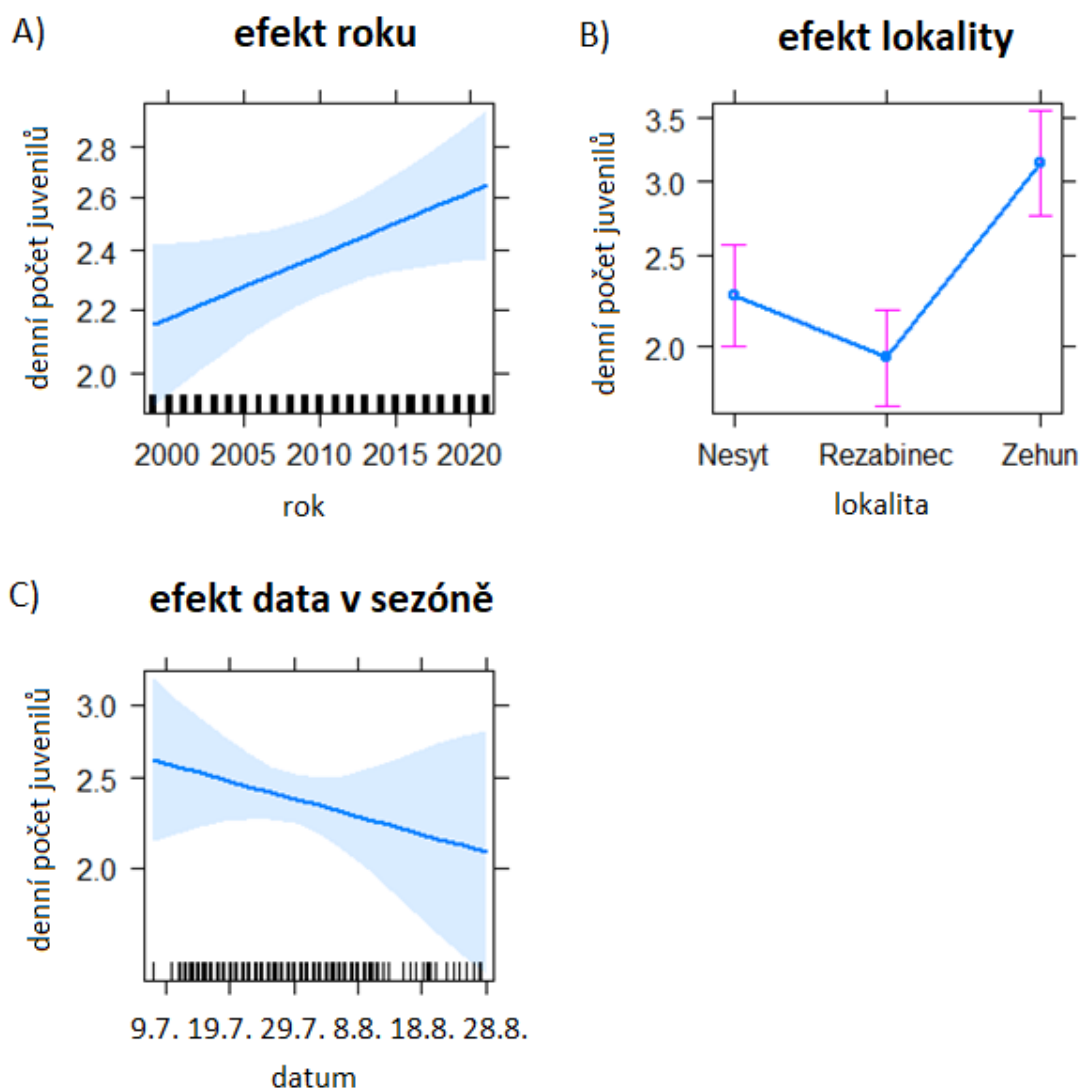 A)
efekt roku
denní počet juvenilů
2.8
2.6
2.4
2.2
2.0
2000 2005 2010 2015 2020
rok
B)
efekt lokality
denní počet juvenilů
3.5
3.0
2.5
2.0
Nesyt Rezabinec Zehun
lokalita
C)
efekt data v sezóně
denní počet juvenilů
3.0
2.5
2.0
9.7. 19.7. 29.7. 8.8. 18.8. 28.8.
datum